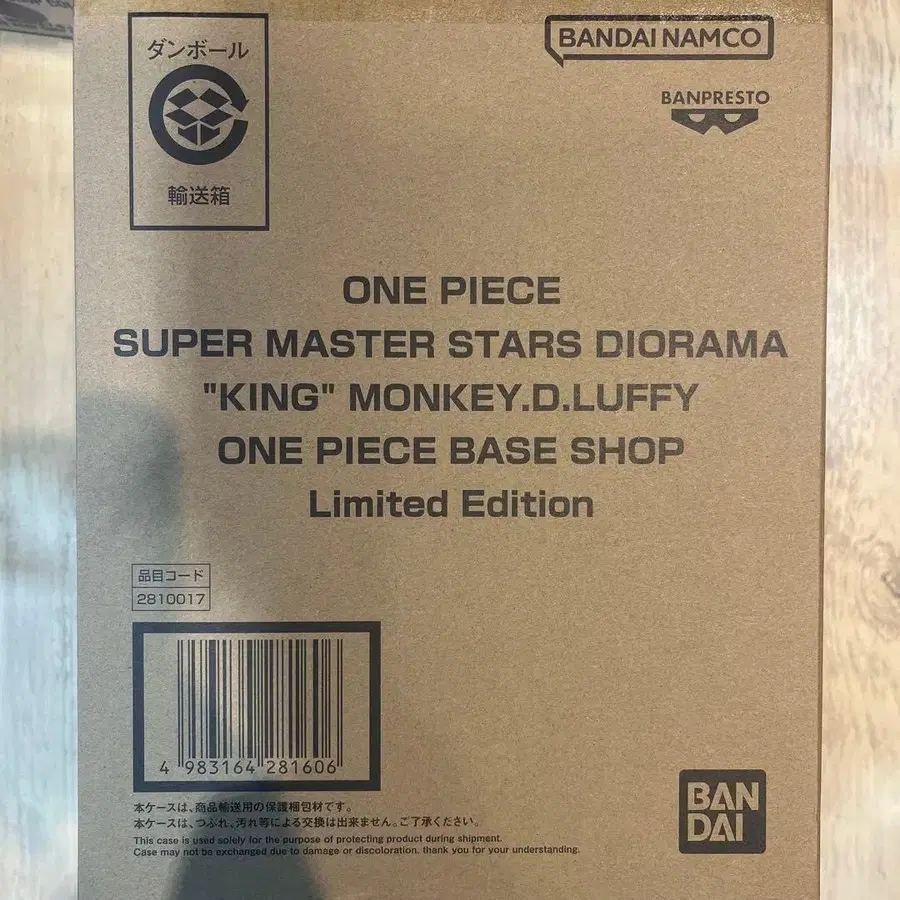 ダンボール
輸送箱
BANDAI NAMCO
BANPRESTO
ONE PIECE
SUPER MASTER STARS DIORAMA
"KING" MONKEY.D.LUFFY
ONE PIECE BASE SHOP
Limited Edition
品目コード
2810017
4 983164 281606
本ケースは、商品輸送用の保護梱包材です。
本ケースは、つぶれ、汚れ等による交換は出来ません。ご了承ください。
This case is used solely for the purpose of protecting product during shipment.
Case may not be exchanged due to damage or discoloration. thank you for your understanding.
BAN
DAI